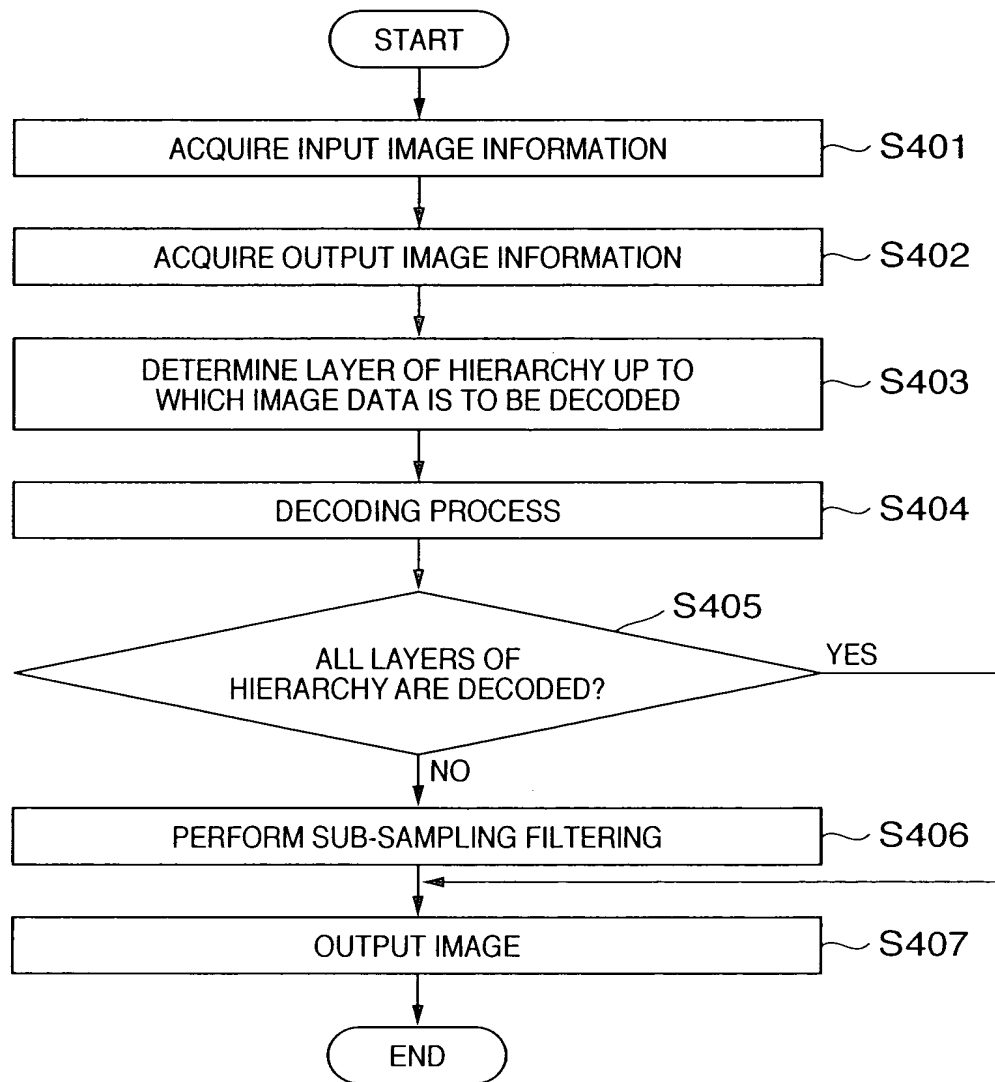 START
ACQUIRE INPUT IMAGE INFORMATION
S401
ACQUIRE OUTPUT IMAGE INFORMATION
S402
DETERMINE LAYER OF HIERARCHY UP TO
WHICH IMAGE DATA IS TO BE DECODED
S403
DECODING PROCESS
S404
S405
ALL LAYERS OF
HIERARCHY ARE DECODED?
YES
NO
PERFORM SUB-SAMPLING FILTERING
S406
OUTPUT IMAGE
S407
END